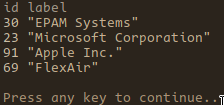 id label
30 "EPAM Systems"
23 "Microsoft Corporation"
91 "Apple Inc."
69 "FlexAir"
Press any key to continue..